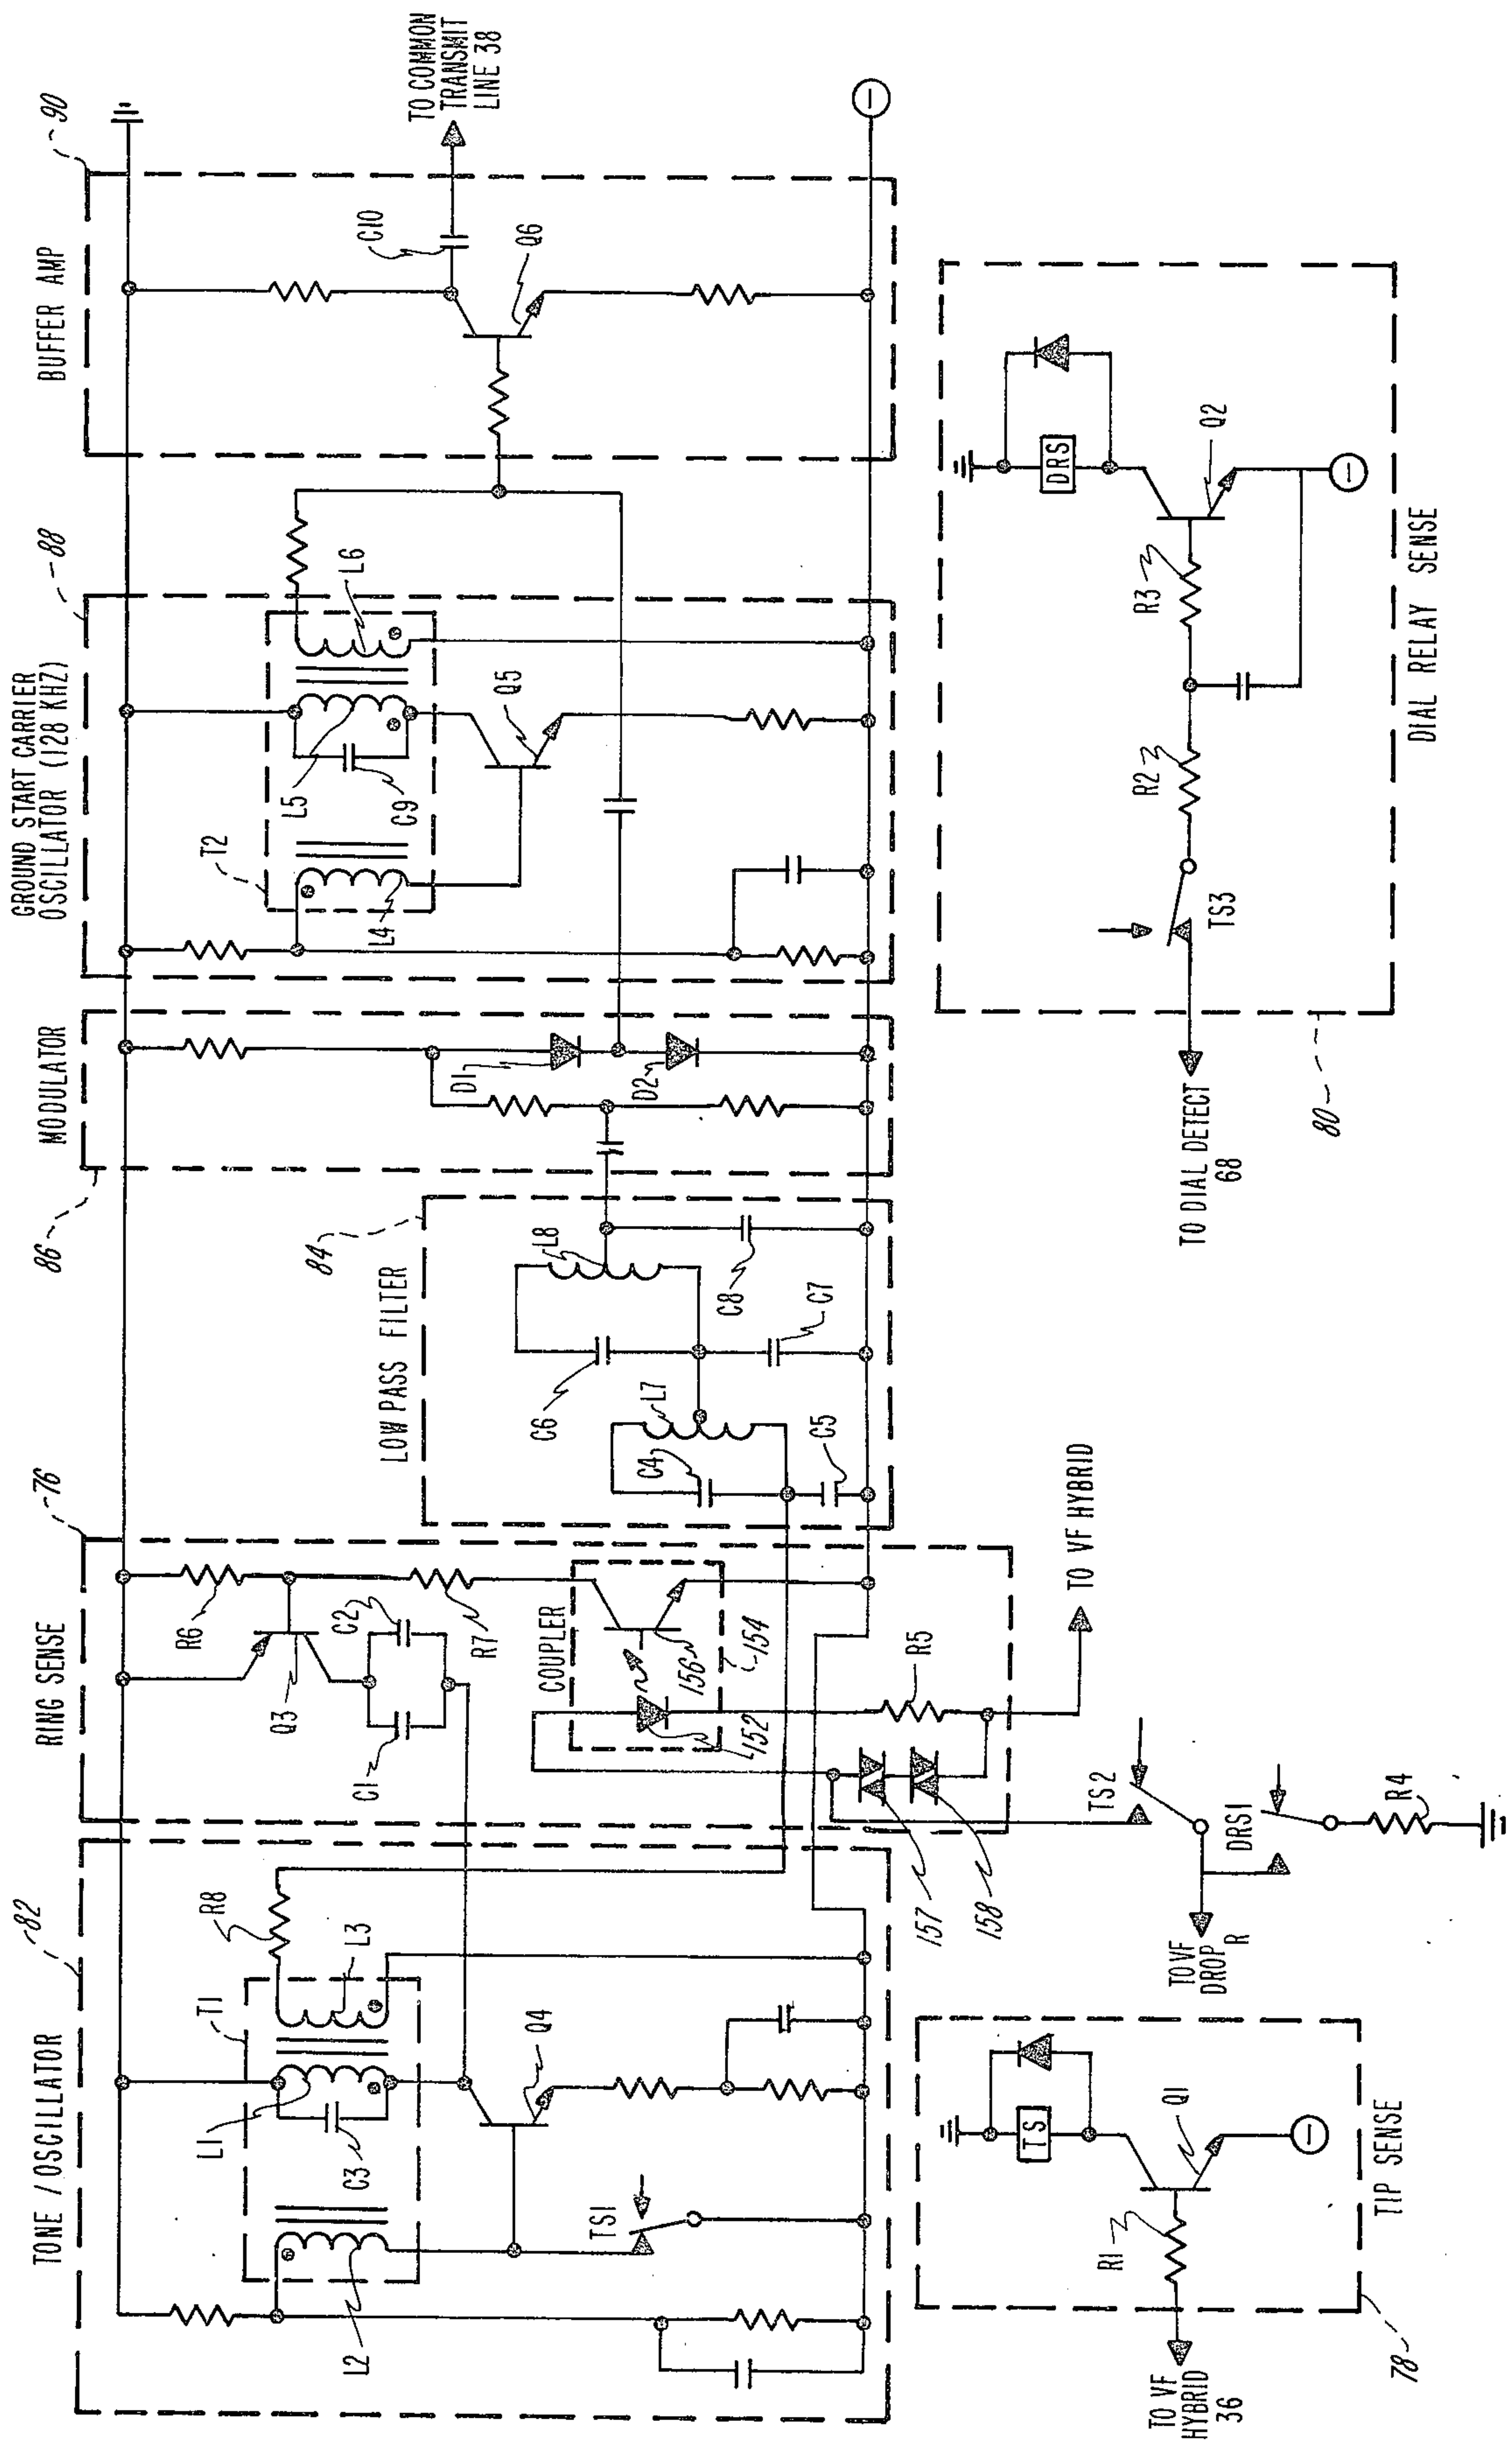 TONE / OSCILLATOR
82
T1
R8
L1
L3
C3
L2
Q4
TS1
RING SENSE
76
R6
Q3
C2
C1
R7
COUPLER
156
154
152
R5
157
158
TO VF HYBRID
LOW PASS FILTER
84
L7
C4
C5
C6
L8
C8
C7
MODULATOR
86
D1
D2
GROUND START CARRIER
OSCILLATOR (128 KHZ)
88
T2
L5
L6
C9
L4
Q5
BUFFER AMP
90
C10
Q6
TO COMMON
TRANSMIT
LINE 38
−
TO VF
HYBRID
36
R1
TS
Q1
−
TIP SENSE
78
TO VF
DROP R
TS2
DRS1
R4
TO DIAL DETECT
68
TS3
R2
R3
DRS
Q2
−
DIAL RELAY SENSE
80